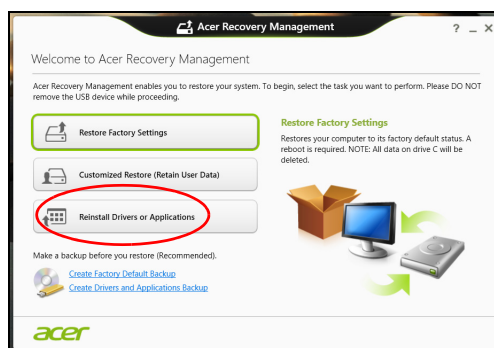 Acer Recovery Management
? _ X
Welcome to Acer Recovery Management
Acer Recovery Management enables you to restore your system. To begin, select the task you want to perform. Please DO NOT
remove the USB device while proceeding.
Restore Factory Settings
Customized Restore (Retain User Data)
Reinstall Drivers or Applications
Make a backup before you restore (Recommended).
Create Factory Default Backup
Create Drivers and Applications Backup
Restore Factory Settings
Restores your computer to its factory default status. A
reboot is required. NOTE: All data on drive C will be
deleted.
acer